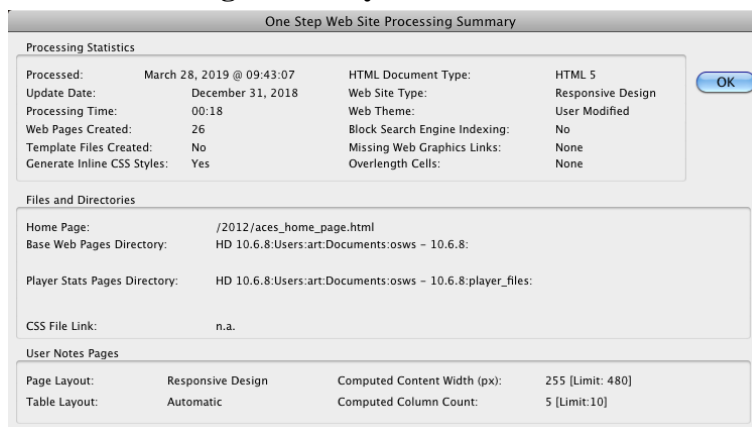 One Step Web Site Processing Summary
Processing Statistics
Processed: March 28, 2019 @ 09:43:07 HTML Document Type: HTML 5
Update Date: December 31, 2018 Web Site Type: Responsive Design
Processing Time: 00:18 Web Theme: User Modified
Web Pages Created: 26 Block Search Engine Indexing: No
Template Files Created: No Missing Web Graphics Links: None
Generate Inline CSS Styles: Yes Overlength Cells: None
OK
Files and Directories
Home Page: /2012/aces_home_page.html
Base Web Pages Directory: HD 10.6.8:Users:art:Documents:osws – 10.6.8:
Player Stats Pages Directory: HD 10.6.8:Users:art:Documents:osws – 10.6.8:player_files:
CSS File Link: n.a.
User Notes Pages
Page Layout: Responsive Design Computed Content Width (px): 255 [Limit: 480]
Table Layout: Automatic Computed Column Count: 5 [Limit:10]